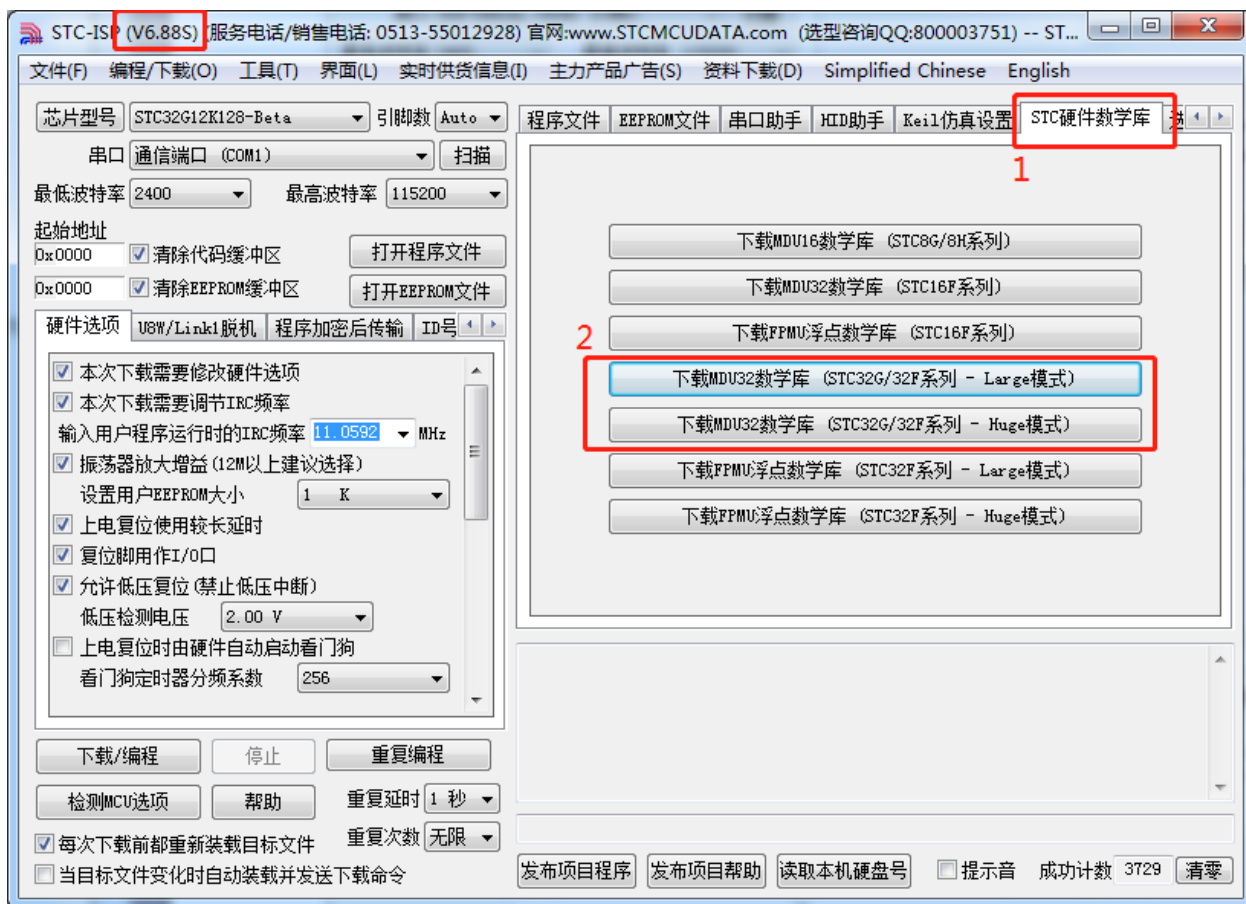 STC-ISP (V6.88S) (服务电话/销售电话: 0513-55012928) 官网:www.STCMCUDATA.com (选型咨询QQ:800003751) -- ST...
文件(F) 编程/下载(O) 工具(T) 界面(L) 实时供货信息(I) 主力产品广告(S) 资料下载(D) Simplified Chinese English
芯片型号 STC32G12K128-Beta 引脚数 Auto
串口 通信端口 (COM1) 扫描
最低波特率 2400 最高波特率 115200
起始地址
0x0000 清除代码缓冲区 打开程序文件
0x0000 清除EEPROM缓冲区 打开EEPROM文件
硬件选项 U8W/Link1脱机 程序加密后传输 ID号
本次下载需要修改硬件选项
本次下载需要调节IRC频率
输入用户程序运行时的IRC频率 11.0592 MHz
振荡器放大增益(12M以上建议选择)
设置用户EEPROM大小 1 K
上电复位使用较长延时
复位脚用作I/O口
允许低压复位(禁止低压中断)
低压检测电压 2.00 V
上电复位时由硬件自动启动看门狗
看门狗定时器分频系数 256
下载/编程 停止 重复编程
检测MCU选项 帮助 重复延时 1 秒
每次下载前都重新装载目标文件 重复次数 无限
当目标文件变化时自动装载并发送下载命令
程序文件 EEPROM文件 串口助手 HID助手 Keil仿真设置 STC硬件数学库
1
下载MDU16数学库 (STC8G/8H系列)
下载MDU32数学库 (STC16F系列)
下载FPMU浮点数学库 (STC16F系列)
2
下载MDU32数学库 (STC32G/32F系列 - Large模式)
下载MDU32数学库 (STC32G/32F系列 - Huge模式)
下载FPMU浮点数学库 (STC32F系列 - Large模式)
下载FPMU浮点数学库 (STC32F系列 - Huge模式)
发布项目程序 发布项目帮助 读取本机硬盘号 提示音 成功计数 3729 清零